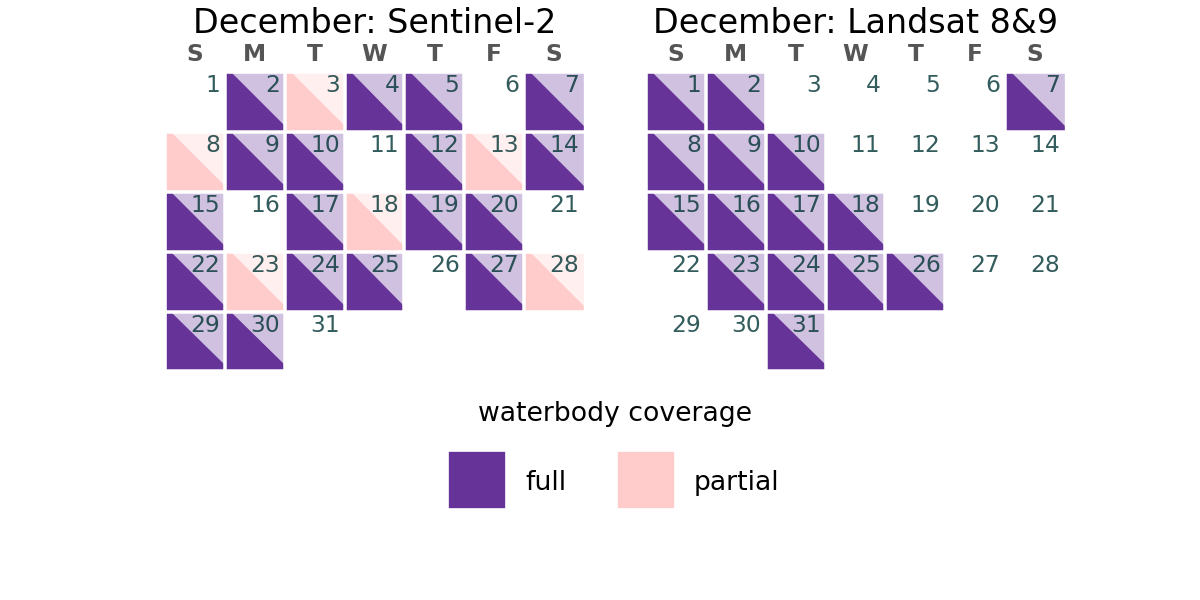 December: Sentinel-2
S M T W T F S
1 2 3 4 5 6 7
8 9 10 11 12 13 14
15 16 17 18 19 20 21
22 23 24 25 26 27 28
29 30 31
December: Landsat 8&9
S M T W T F S
1 2 3 4 5 6 7
8 9 10 11 12 13 14
15 16 17 18 19 20 21
22 23 24 25 26 27 28
29 30 31
waterbody coverage
full partial